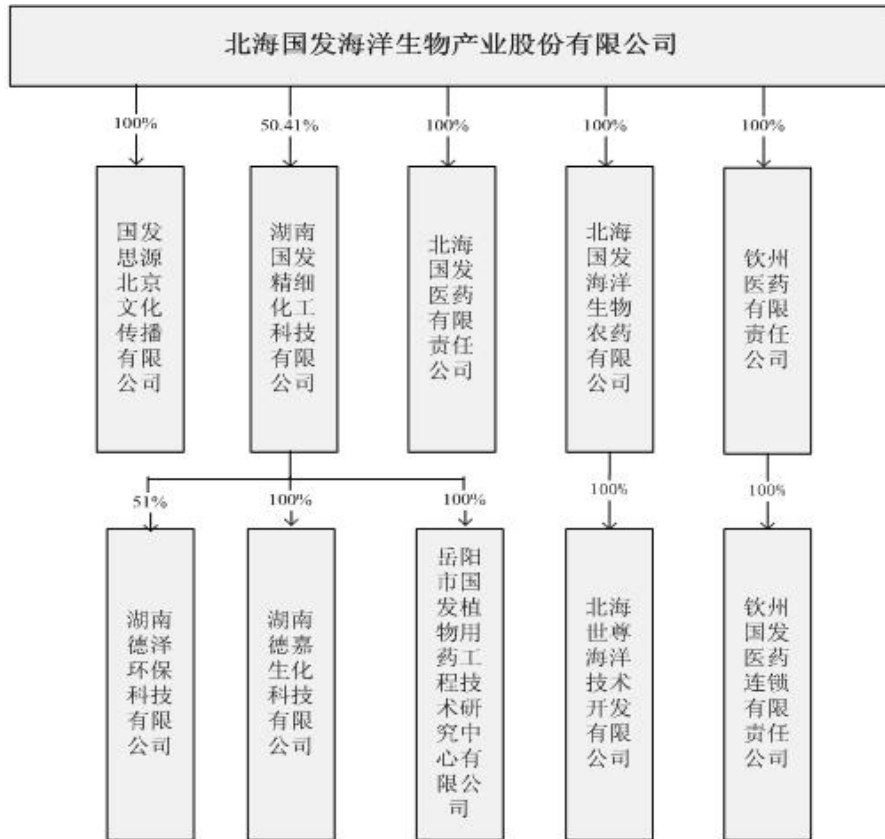 北海国发海洋生物产业股份有限公司
100%
50.41%
100%
100%
100%
国发
思源
北京
文化
传播
有限
公司
湖南
国发
精细
化工
科技
有限
公司
北海
国发
医药
有限
责任
公司
北海
国发
海洋
生物
农药
有限
公司
钦州
医药
有限
责任
公司
51%
100%
100%
100%
100%
湖南
德泽
环保
科技
有限
公司
湖南
德嘉
生化
科技
有限
公司
岳阳
市国
发植
物用
药工
程技
术研
究中
心有
限公
司
北海
世尊
海洋
技术
开发
有限
公司
钦州
国发
医药
连锁
有限
责任
公司